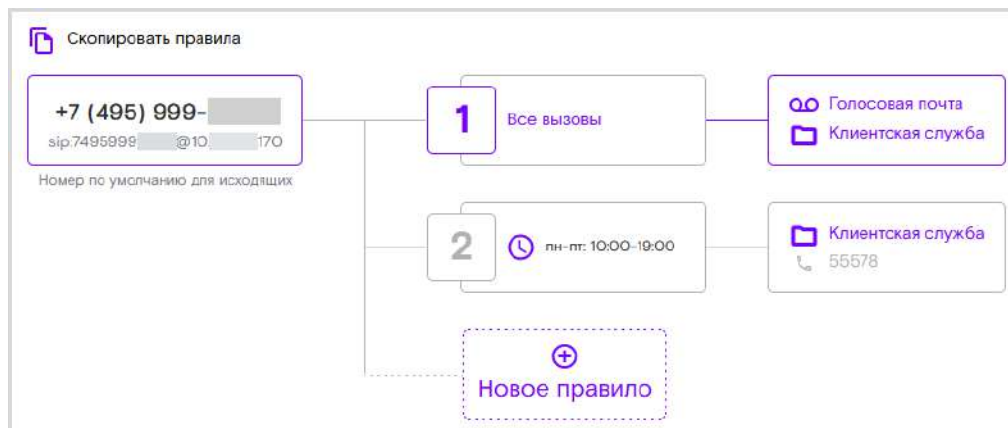 Скопировать правила
+7 (495) 999-
sip:7495999 @10 170
Номер по умолчанию для исходящих
1
Все вызовы
Голосовая почта
Клиентская служба
2
пн-пт: 10:00-19:00
Клиентская служба
55578
Новое правило